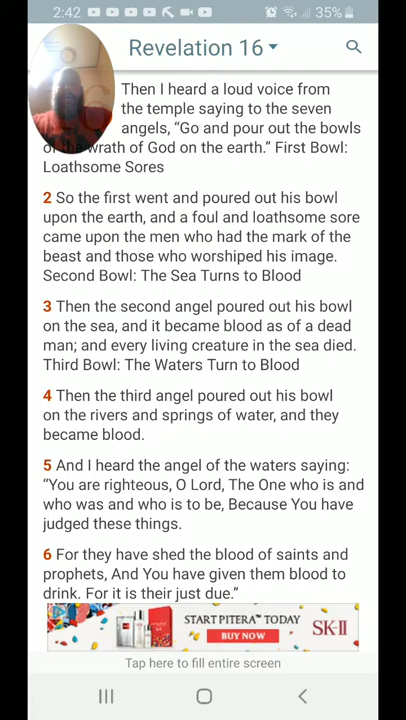 2:42
35%
Revelation 16
Then I heard a loud voice from
the temple saying to the seven
angels, “Go and pour out the bowls
of the wrath of God on the earth.” First Bowl:
Loathsome Sores
2 So the first went and poured out his bowl
upon the earth, and a foul and loathsome sore
came upon the men who had the mark of the
beast and those who worshiped his image.
Second Bowl: The Sea Turns to Blood
3 Then the second angel poured out his bowl
on the sea, and it became blood as of a dead
man; and every living creature in the sea died.
Third Bowl: The Waters Turn to Blood
4 Then the third angel poured out his bowl
on the rivers and springs of water, and they
became blood.
5 And I heard the angel of the waters saying:
“You are righteous, O Lord, The One who is and
who was and who is to be, Because You have
judged these things.
6 For they have shed the blood of saints and
prophets, And You have given them blood to
drink. For it is their just due.”
START PITERA™ TODAY
BUY NOW
SK-II
Tap here to fill entire screen